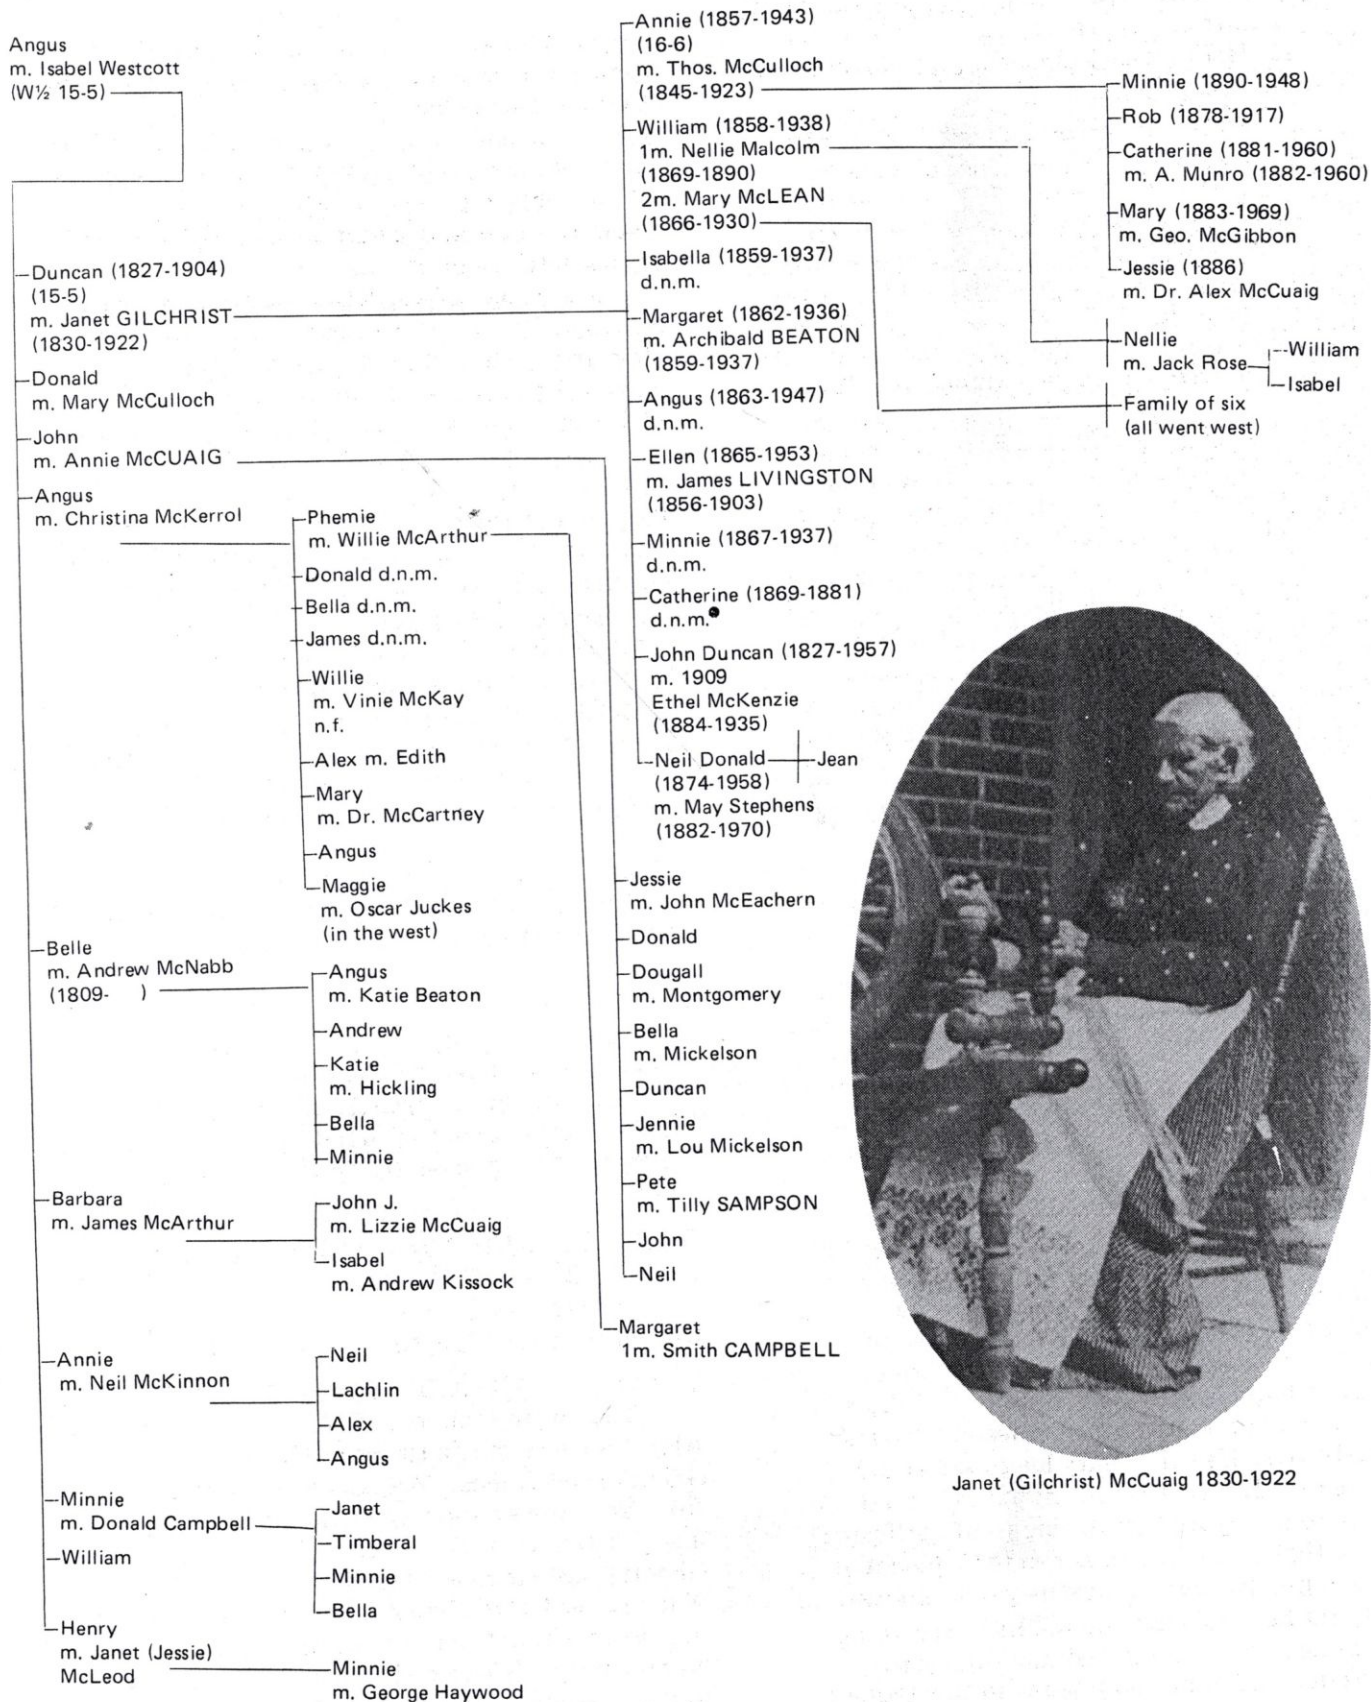 Angus
m. Isabel Westcott
(W½ 15-5)
Duncan (1827-1904)
(15-5)
m. Janet GILCHRIST
(1830-1922)
Donald
m. Mary McCulloch
John
m. Annie McCUAIG
Angus
m. Christina McKerrol
Belle
m. Andrew McNabb
(1809- )
Barbara
m. James McArthur
Annie
m. Neil McKinnon
Minnie
m. Donald Campbell
William
Henry
m. Janet (Jessie)
McLeod
Phemie
m. Willie McArthur
Donald d.n.m.
Bella d.n.m.
James d.n.m.
Willie
m. Vinie McKay
n.f.
Alex m. Edith
Mary
m. Dr. McCartney
Angus
Maggie
m. Oscar Juckes
(in the west)
Angus
m. Katie Beaton
Andrew
Katie
m. Hickling
Bella
Minnie
John J.
m. Lizzie McCuaig
Isabel
m. Andrew Kissock
Neil
Lachlin
Alex
Angus
Janet
Timberal
Minnie
Bella
Minnie
m. George Haywood
Annie (1857-1943)
(16-6)
m. Thos. McCulloch
(1845-1923)
William (1858-1938)
1m. Nellie Malcolm
(1869-1890)
2m. Mary McLEAN
(1866-1930)
Isabella (1859-1937)
d.n.m.
Margaret (1862-1936)
m. Archibald BEATON
(1859-1937)
Angus (1863-1947)
d.n.m.
Ellen (1865-1953)
m. James LIVINGSTON
(1856-1903)
Minnie (1867-1937)
d.n.m.
Catherine (1869-1881)
d.n.m.
John Duncan (1827-1957)
m. 1909
Ethel McKenzie
(1884-1935)
Neil Donald
(1874-1958)
m. May Stephens
(1882-1970)
Jean
Jessie
m. John McEachern
Donald
Dougall
m. Montgomery
Bella
m. Mickelson
Duncan
Jennie
m. Lou Mickelson
Pete
m. Tilly SAMPSON
John
Neil
Margaret
1m. Smith CAMPBELL
Minnie (1890-1948)
Rob (1878-1917)
Catherine (1881-1960)
m. A. Munro (1882-1960)
Mary (1883-1969)
m. Geo. McGibbon
Jessie (1886)
m. Dr. Alex McCuaig
Nellie
m. Jack Rose
William
Isabel
Family of six
(all went west)
Janet (Gilchrist) McCuaig 1830-1922